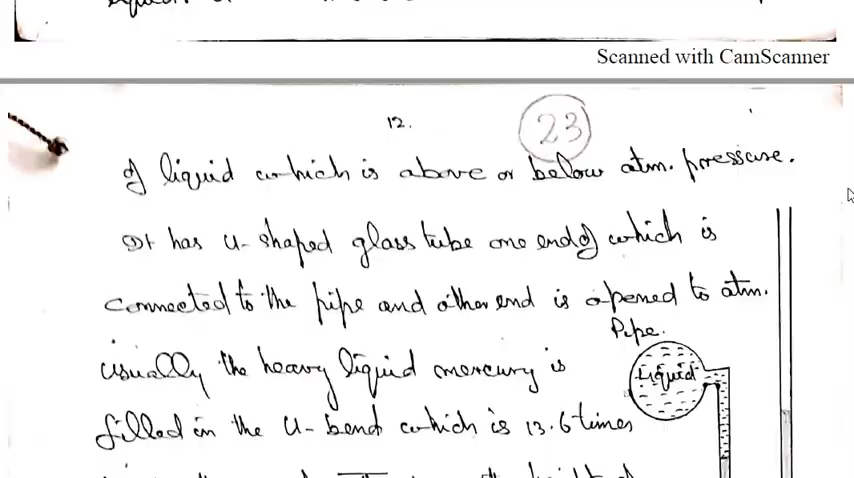 Scanned with CamScanner
12.
23
of liquid which is above or below atm. pressure.
It has U-shaped glass tube one end of which is
connected to the pipe and other end is opened to atm.
Pipe.
usually the heavy liquid mercury is
Liquid
filled in the U-bend which is 13.6 times